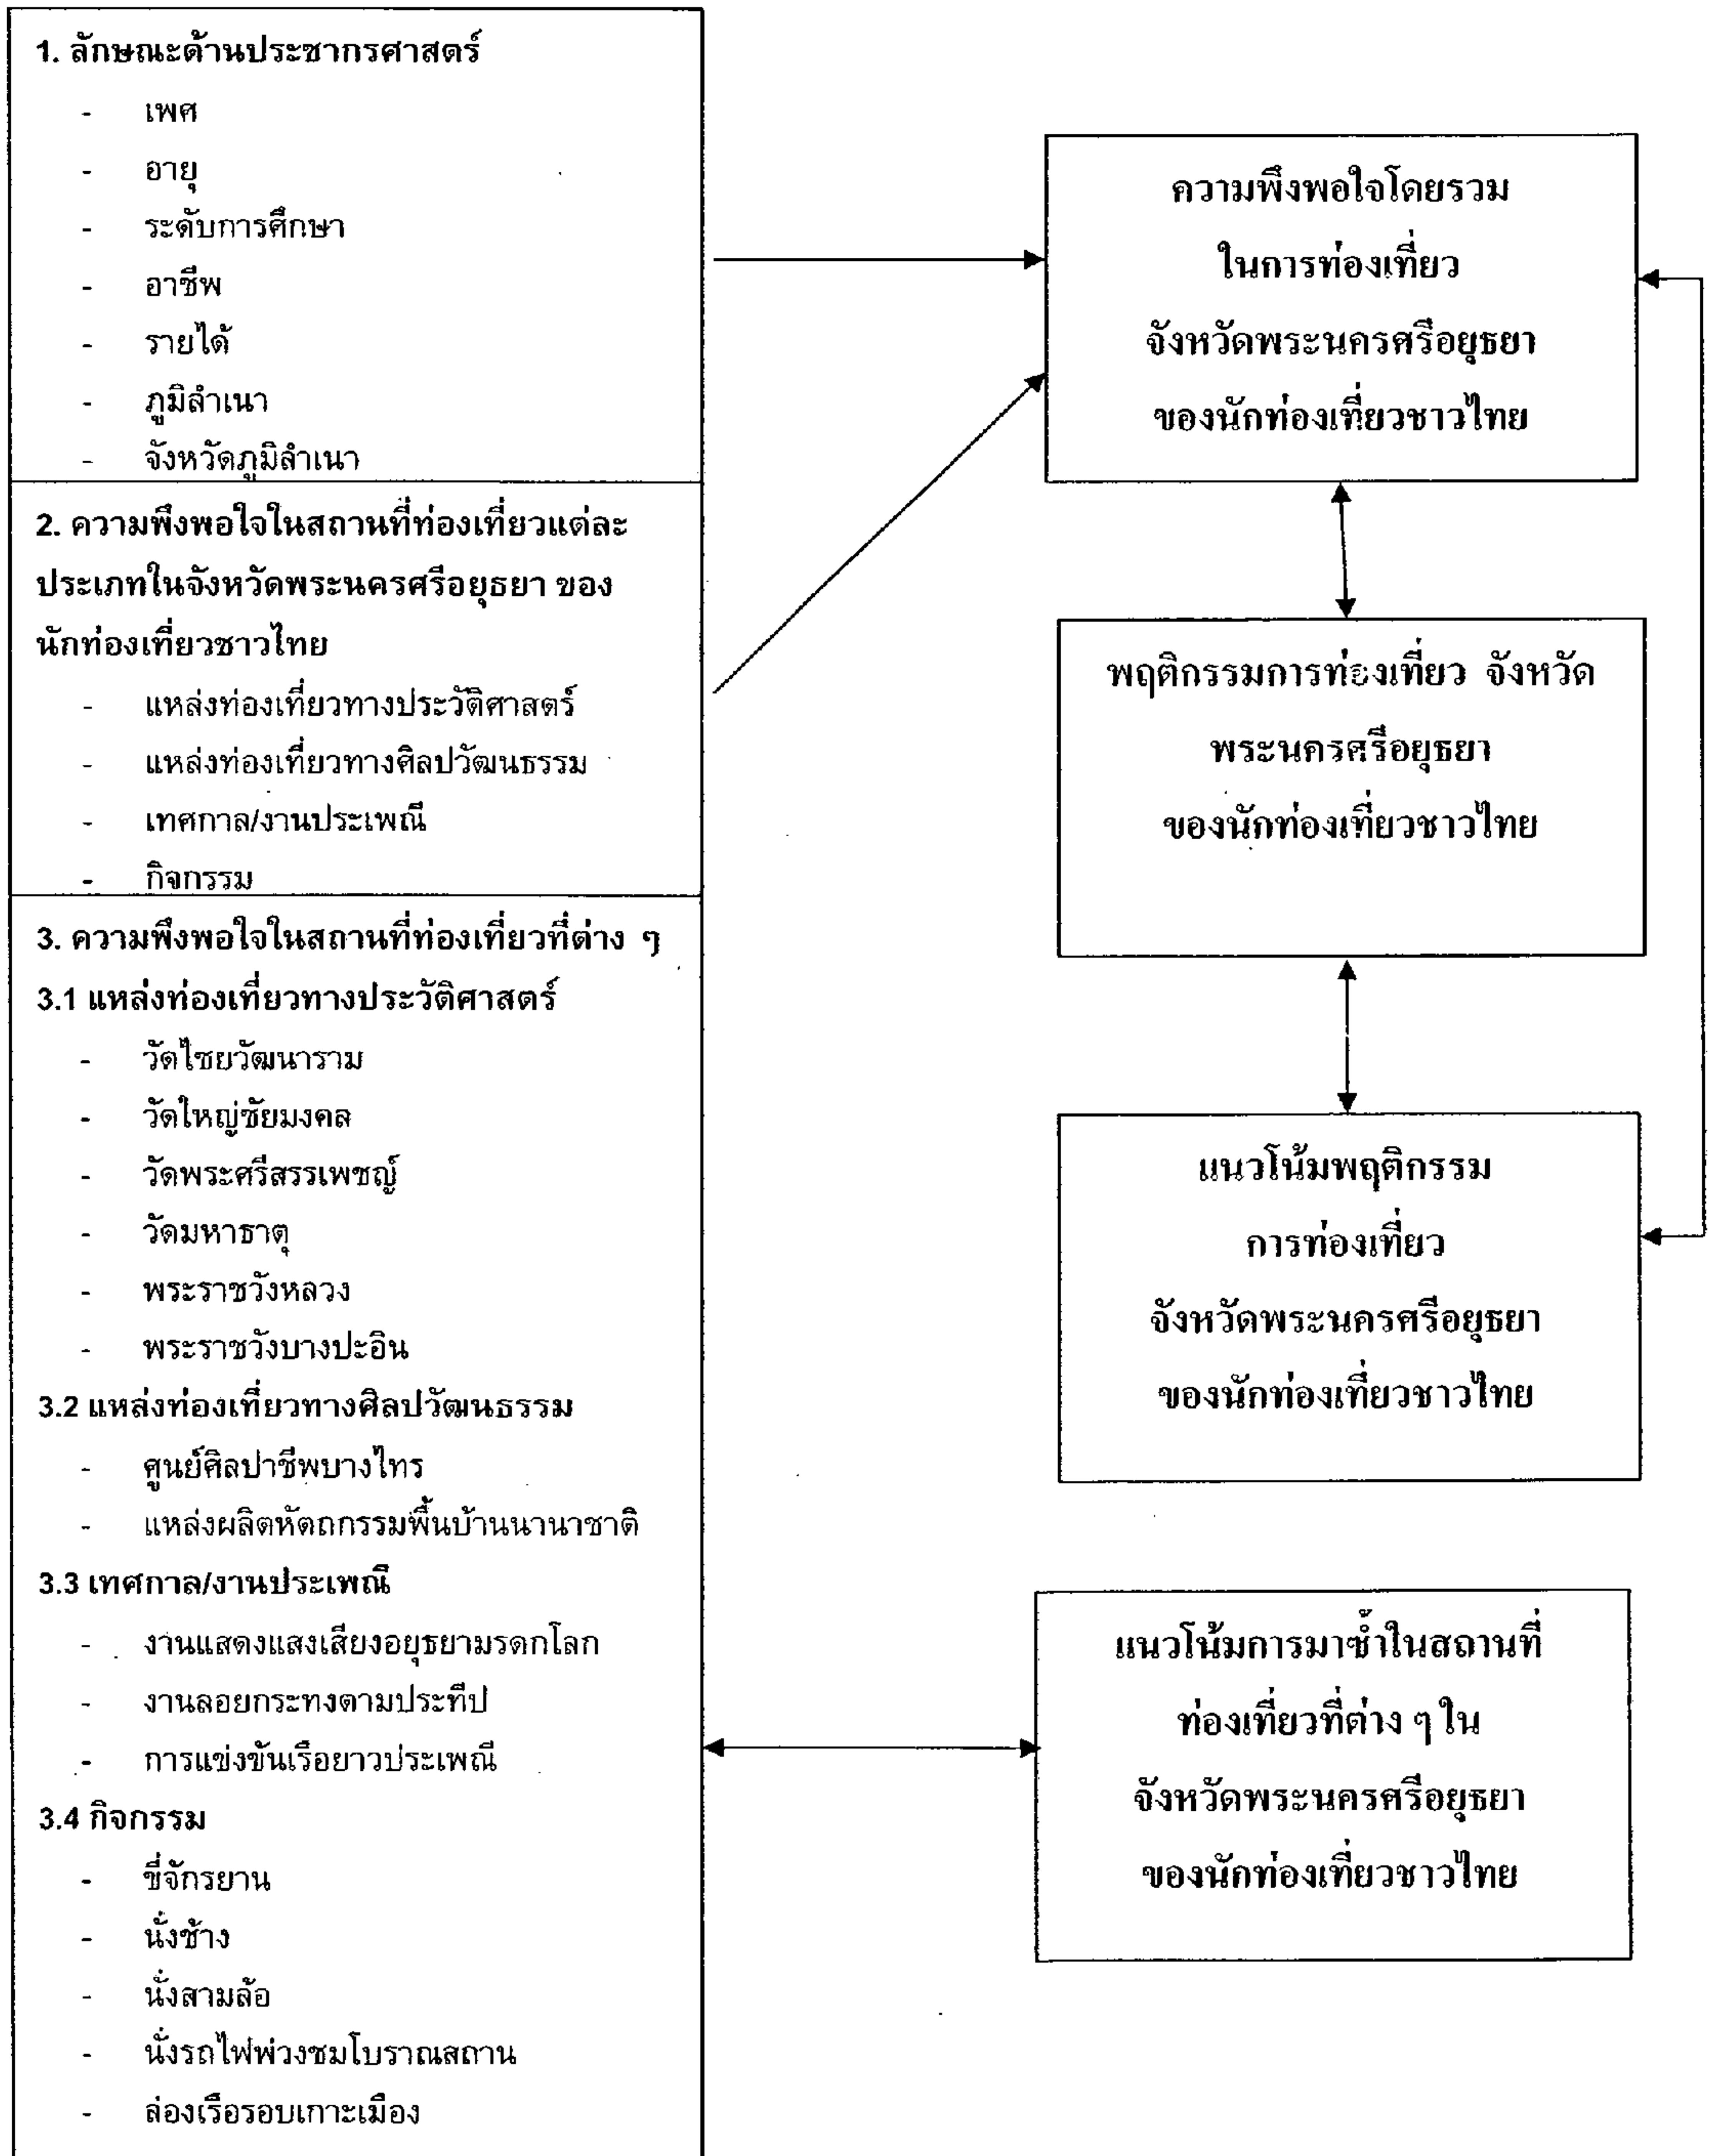 1. ลักษณะด้านประชากรศาสตร์
- เพศ
- อายุ
- ระดับการศึกษา
- อาชีพ
- รายได้
- ภูมิลำเนา
- จังหวัดภูมิลำเนา
2. ความพึงพอใจในสถานที่ท่องเที่ยวแต่ละ
ประเภทในจังหวัดพระนครศรีอยุธยา ของ
นักท่องเที่ยวชาวไทย
- แหล่งท่องเที่ยวทางประวัติศาสตร์
- แหล่งท่องเที่ยวทางศิลปวัฒนธรรม
- เทศกาล/งานประเพณี
- กิจกรรม
3. ความพึงพอใจในสถานที่ท่องเที่ยวที่ต่าง ๆ
3.1 แหล่งท่องเที่ยวทางประวัติศาสตร์
- วัดไชยวัฒนาราม
- วัดใหญ่ชัยมงคล
- วัดพระศรีสรรเพชญ์
- วัดมหาธาตุ
- พระราชวังหลวง
- พระราชวังบางปะอิน
3.2 แหล่งท่องเที่ยวทางศิลปวัฒนธรรม
- ศูนย์ศิลปาชีพบางไทร
- แหล่งผลิตหัตถกรรมพื้นบ้านนานาชาติ
3.3 เทศกาล/งานประเพณี
- งานแสดงแสงเสียงอยุธยามรดกโลก
- งานลอยกระทงตามประทีป
- การแข่งขันเรือยาวประเพณี
3.4 กิจกรรม
- ขี่จักรยาน
- นั่งช้าง
- นั่งสามล้อ
- นั่งรถไฟพ่วงชมโบราณสถาน
- ล่องเรือรอบเกาะเมือง
ความพึงพอใจโดยรวม
ในการท่องเที่ยว
จังหวัดพระนครศรีอยุธยา
ของนักท่องเที่ยวชาวไทย
พฤติกรรมการท่องเที่ยว จังหวัด
พระนครศรีอยุธยา
ของนักท่องเที่ยวชาวไทย
แนวโน้มพฤติกรรม
การท่องเที่ยว
จังหวัดพระนครศรีอยุธยา
ของนักท่องเที่ยวชาวไทย
แนวโน้มการมาซ้ำในสถานที่
ท่องเที่ยวที่ต่าง ๆ ใน
จังหวัดพระนครศรีอยุธยา
ของนักท่องเที่ยวชาวไทย